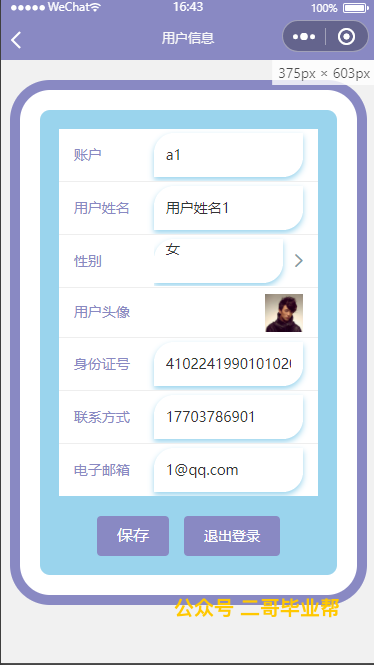 WeChat 16:43 100%
用户信息
375px × 603px
账户 a1
用户姓名 用户姓名1
性别 女
用户头像
身份证号 4102241990101020
联系方式 17703786901
电子邮箱 1@qq.com
保存 退出登录
公众号 二哥毕业帮